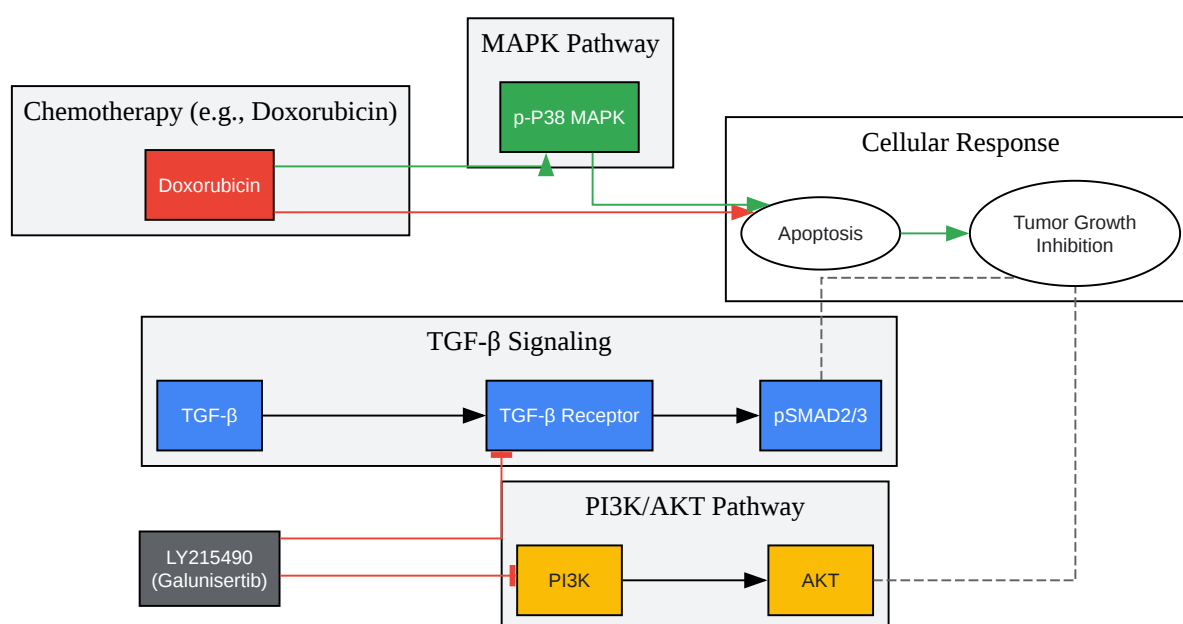 MAPK Pathway
p-P38 MAPK
Chemotherapy (e.g., Doxorubicin)
Doxorubicin
Cellular Response
Apoptosis
Tumor Growth
Inhibition
TGF-β Signaling
TGF-β
TGF-β Receptor
pSMAD2/3
PI3K/AKT Pathway
LY215490
(Galunisertib)
PI3K
AKT